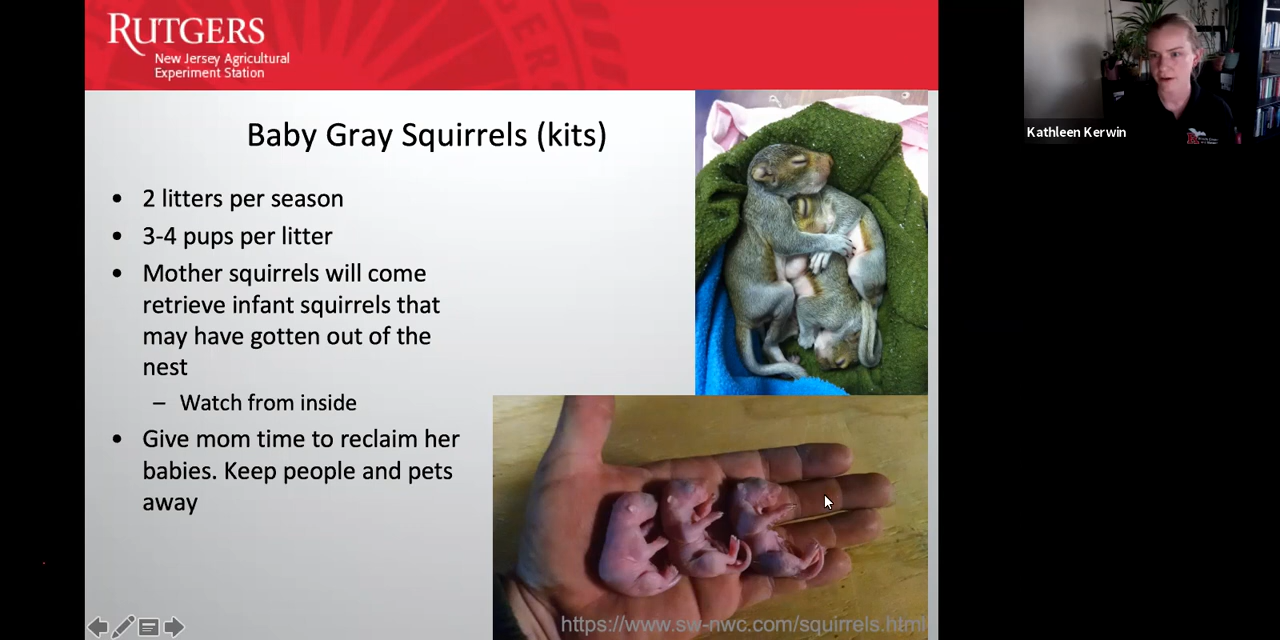 RUTGERS
New Jersey Agricultural
Experiment Station
Baby Gray Squirrels (kits)
• 2 litters per season
• 3-4 pups per litter
• Mother squirrels will come
retrieve infant squirrels that
may have gotten out of the
nest
– Watch from inside
• Give mom time to reclaim her
babies. Keep people and pets
away
https://www.sw-nwc.com/squirrels.html
Kathleen Kerwin